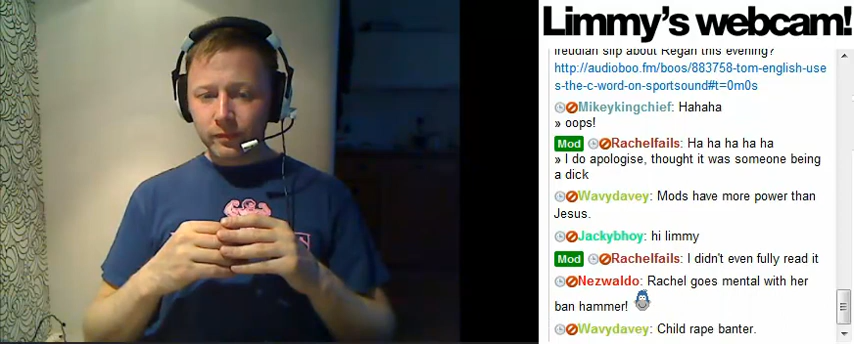 Limmy's webcam!
freudian slip about Regan this evening?
http://audioboo.fm/boos/883758-tom-english-use
s-the-c-word-on-sportsound#t=0m0s
Mikeykingchief: Hahaha
» oops!
Mod Rachelfails: Ha ha ha ha ha
» I do apologise, thought it was someone being
a dick
Wavydavey: Mods have more power than
Jesus.
Jackybhoy: hi limmy
Mod Rachelfails: I didn't even fully read it
Nezwaldo: Rachel goes mental with her
ban hammer!
Wavydavey: Child rape banter.